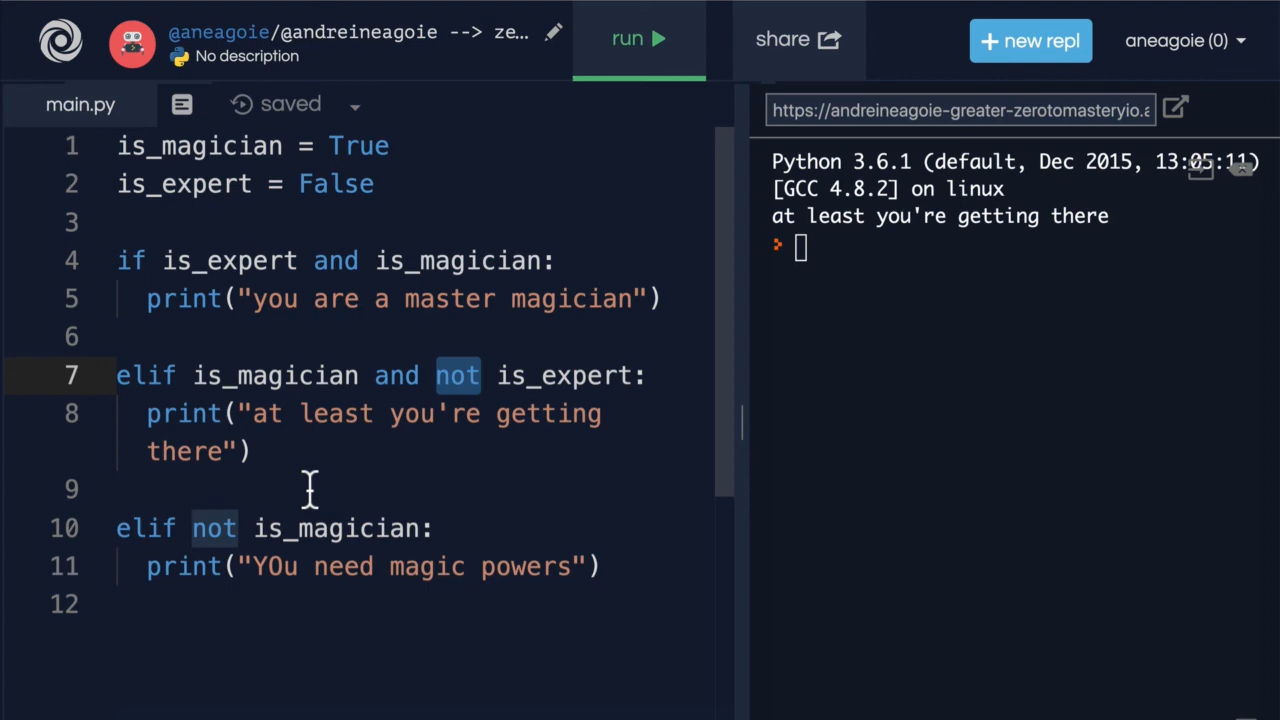 @aneagoie/@andreineagoie --> ze...
No description
run
share
+ new repl
aneagoie (0)
main.py
saved
https://andreineagoie-greater-zerotomasteryio.a
1 is_magician = True
2 is_expert = False
3
4 if is_expert and is_magician:
5 print("you are a master magician")
6
7 elif is_magician and not is_expert:
8 print("at least you're getting
there")
9
10 elif not is_magician:
11 print("YOu need magic powers")
12
Python 3.6.1 (default, Dec 2015, 13:05:11)
[GCC 4.8.2] on linux
at least you're getting there